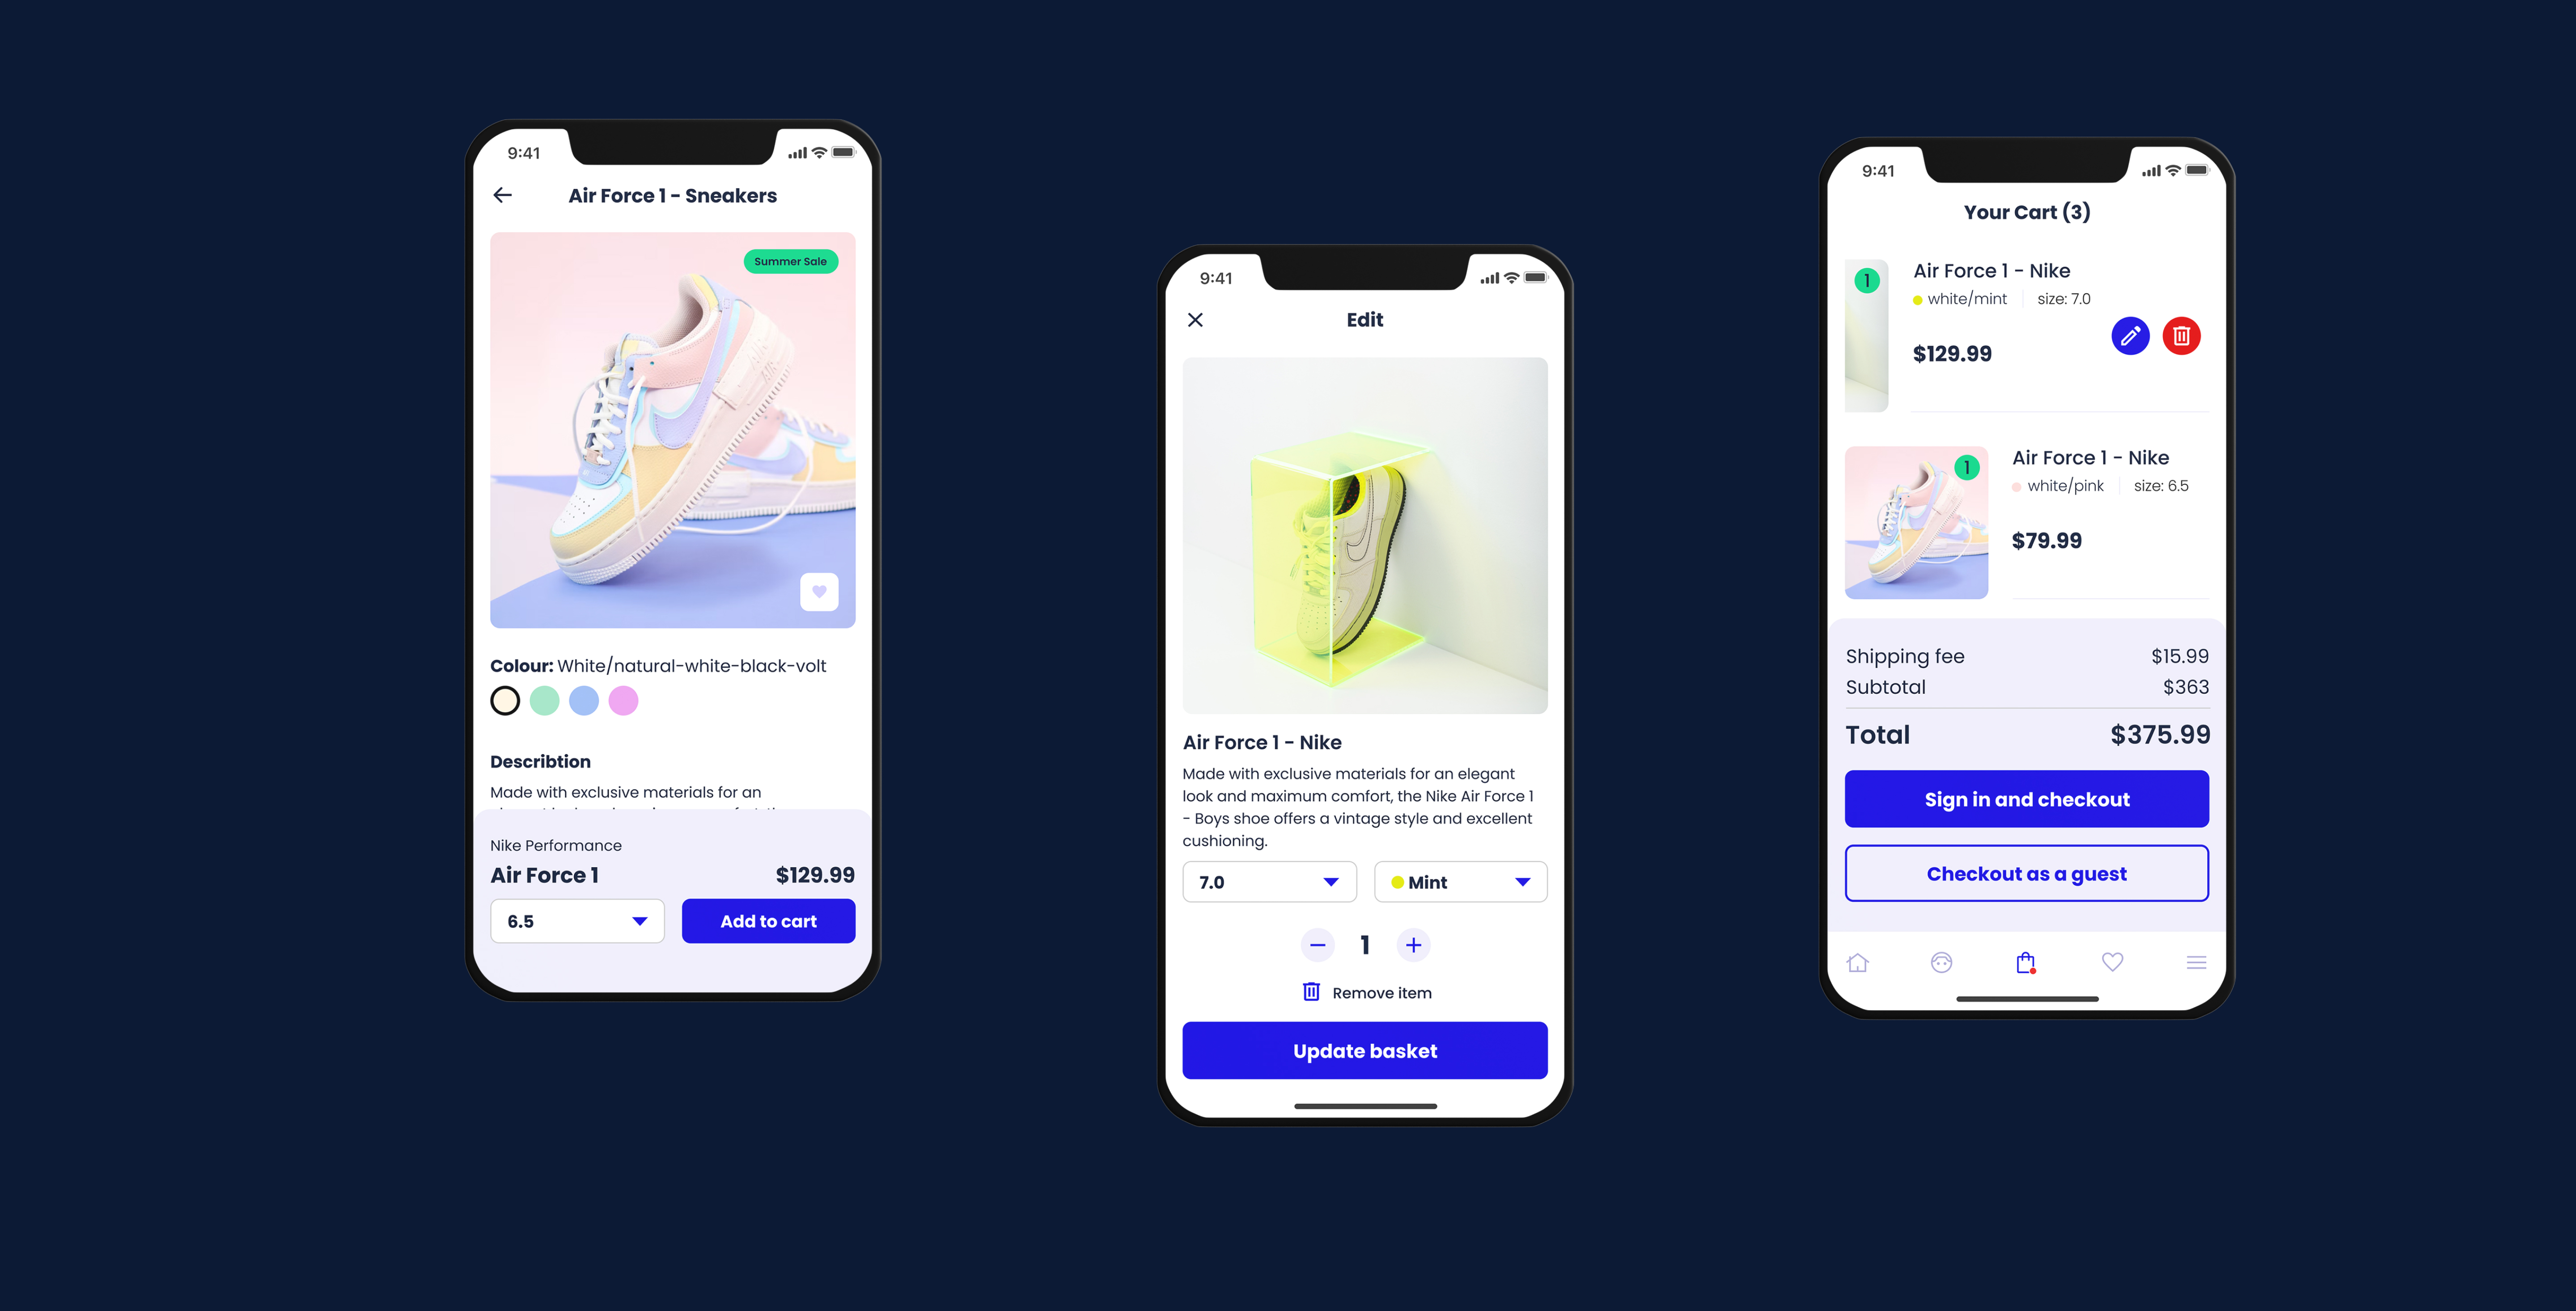 9:41
Air Force 1 - Sneakers
Summer Sale
Colour: White/natural-white-black-volt
Describtion
Made with exclusive materials for an
Nike Performance
Air Force 1 $129.99
6.5 Add to cart
9:41
Edit
Air Force 1 - Nike
Made with exclusive materials for an elegant
look and maximum comfort, the Nike Air Force 1
- Boys shoe offers a vintage style and excellent
cushioning.
7.0 Mint
1
Remove item
Update basket
9:41
Your Cart (3)
1
Air Force 1 - Nike
white/mint size: 7.0
$129.99
1
Air Force 1 - Nike
white/pink size: 6.5
$79.99
Shipping fee $15.99
Subtotal $363
Total $375.99
Sign in and checkout
Checkout as a guest